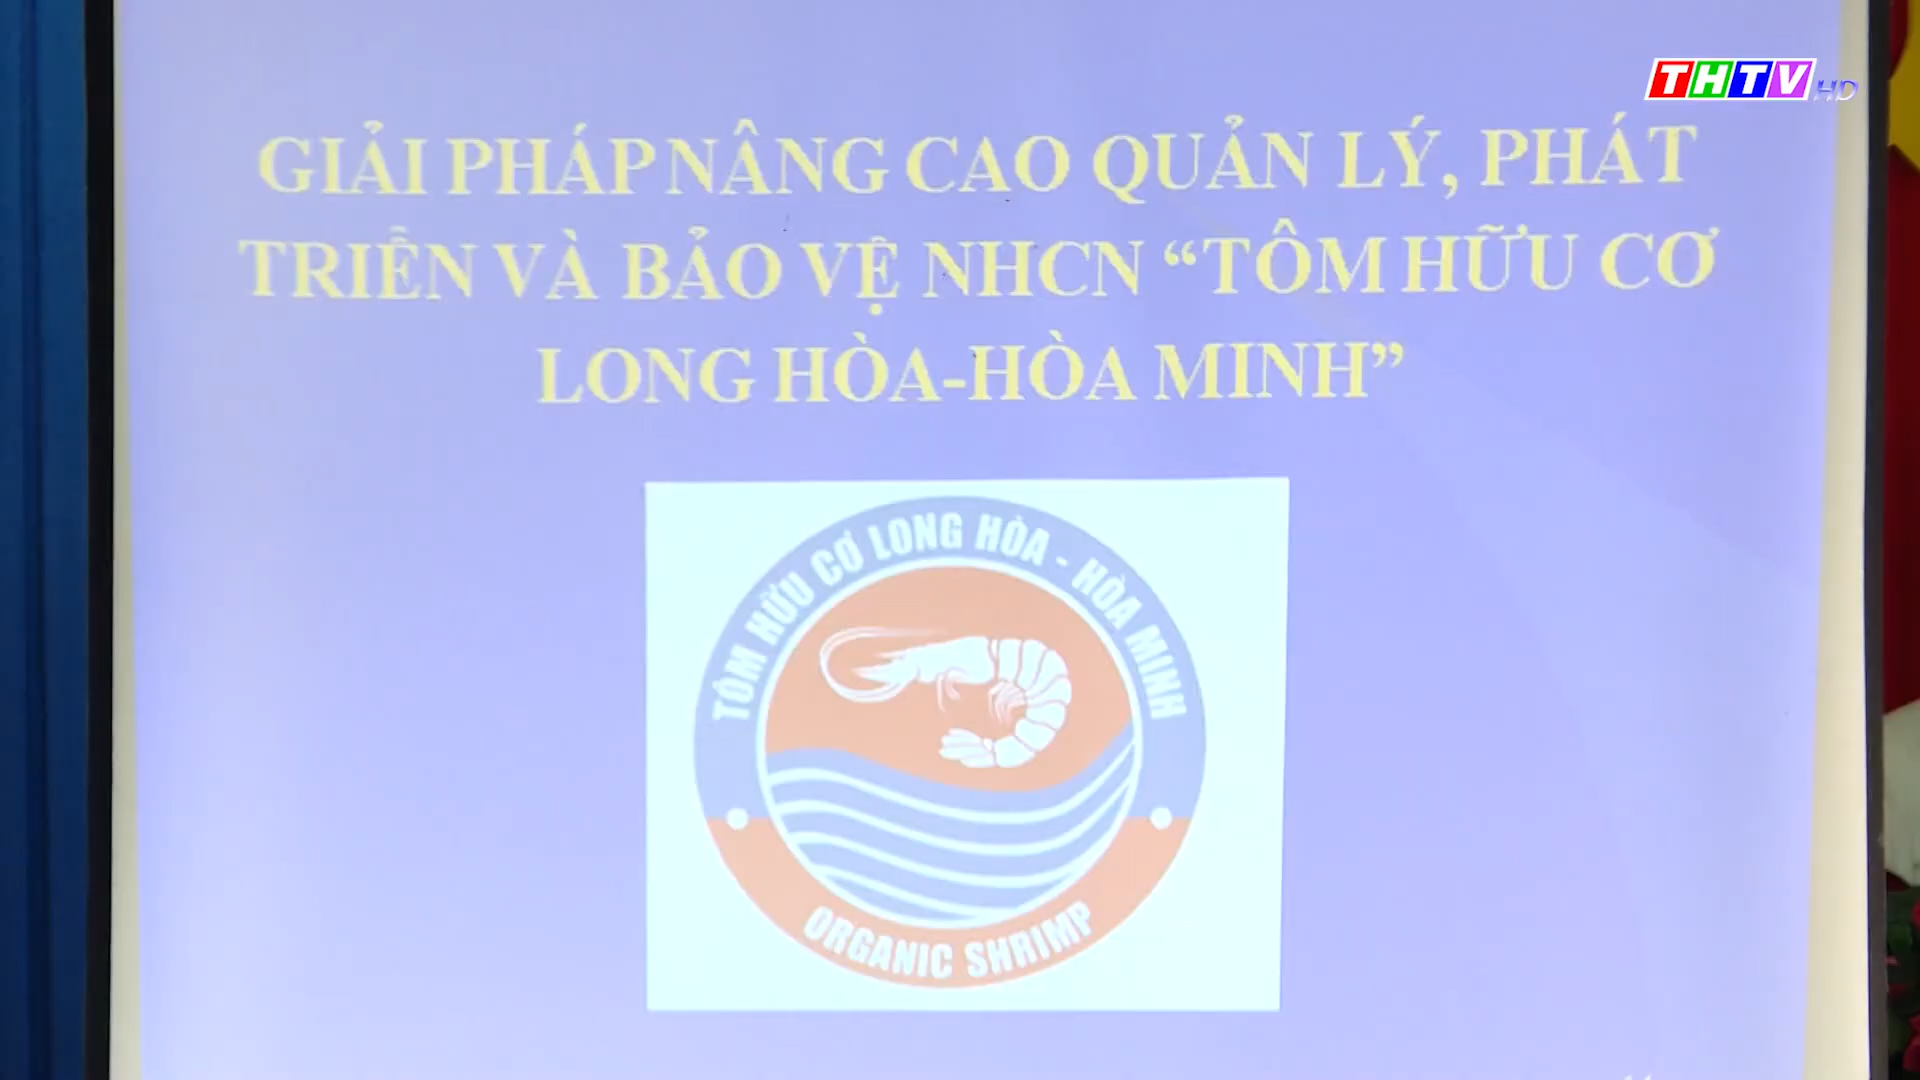 THTV HD
GIẢI PHÁP NÂNG CAO QUẢN LÝ, PHÁT
TRIỂN VÀ BẢO VỆ NHCN “TÔM HỮU CƠ
LONG HÒA-HÒA MINH”
TÔM HỮU CƠ LONG HÒA - HÒA MINH
ORGANIC SHRIMP